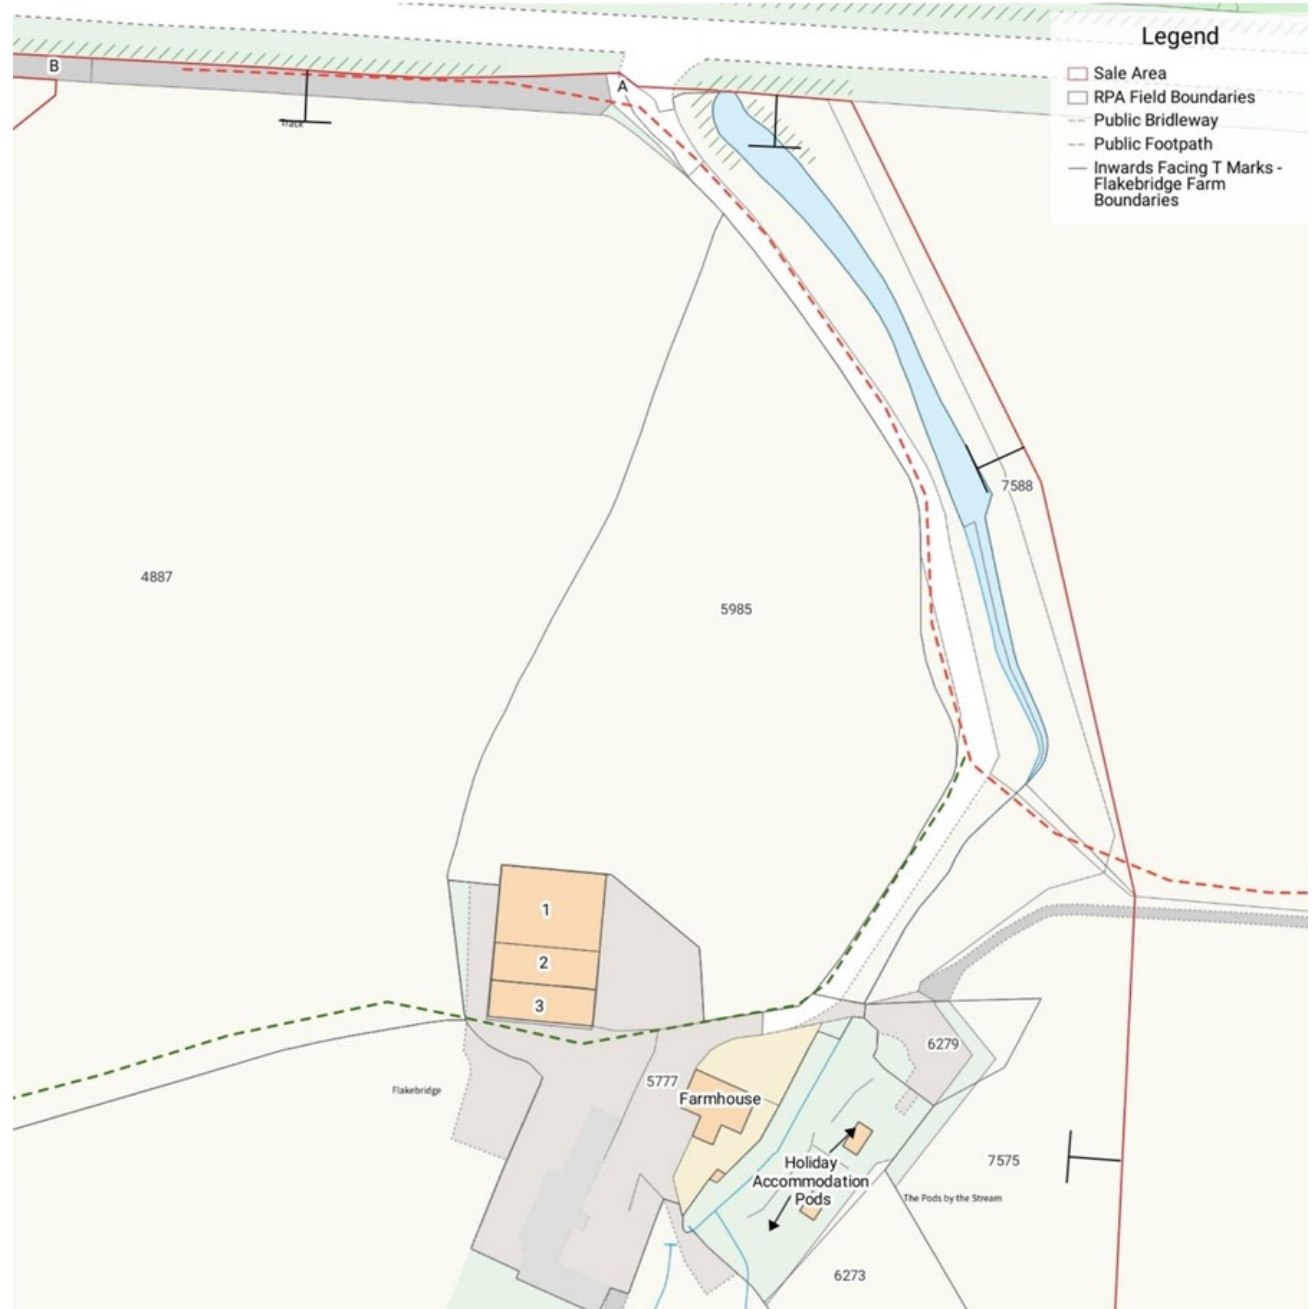 Legend
Sale Area
RPA Field Boundaries
Public Bridleway
Public Footpath
Inwards Facing T Marks -
Flakebridge Farm
Boundaries
B
A
Track
7588
4887
5985
1
2
3
6279
5777
Flakebridge
Farmhouse
Holiday
Accommodation
Pods
7575
The Pods by the Stream
6273